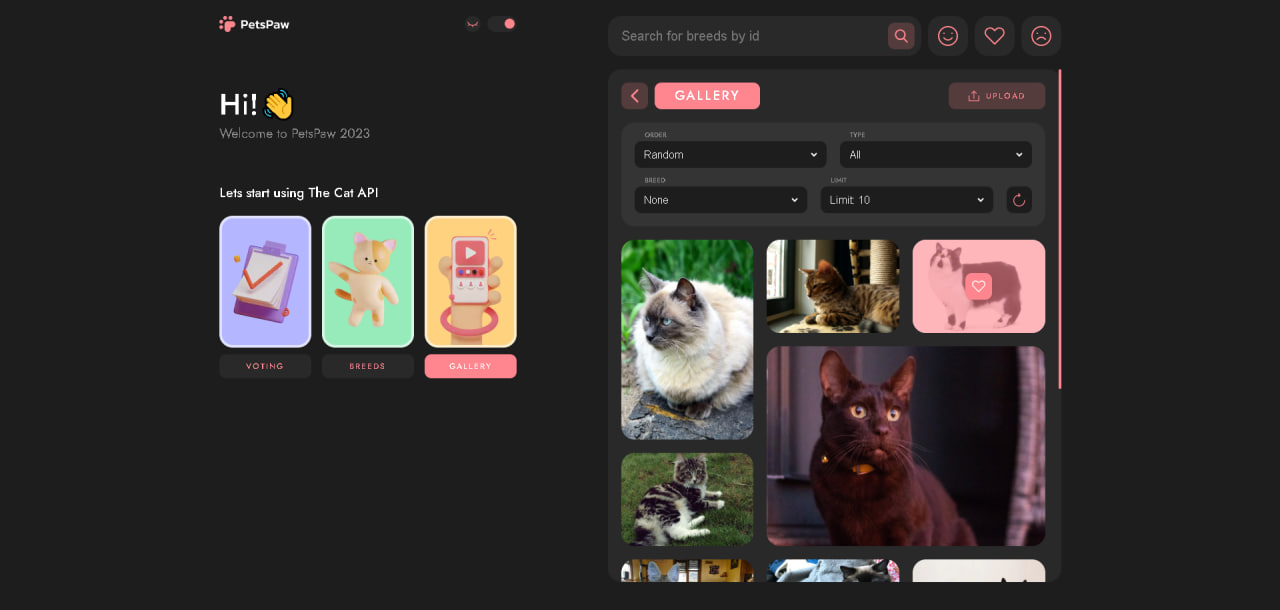 PetsPaw
Hi!
Welcome to PetsPaw 2023
Lets start using The Cat API
VOTING
BREEDS
GALLERY
Search for breeds by id
GALLERY
UPLOAD
ORDER
TYPE
Random
All
BREED
LIMIT
None
Limit: 10